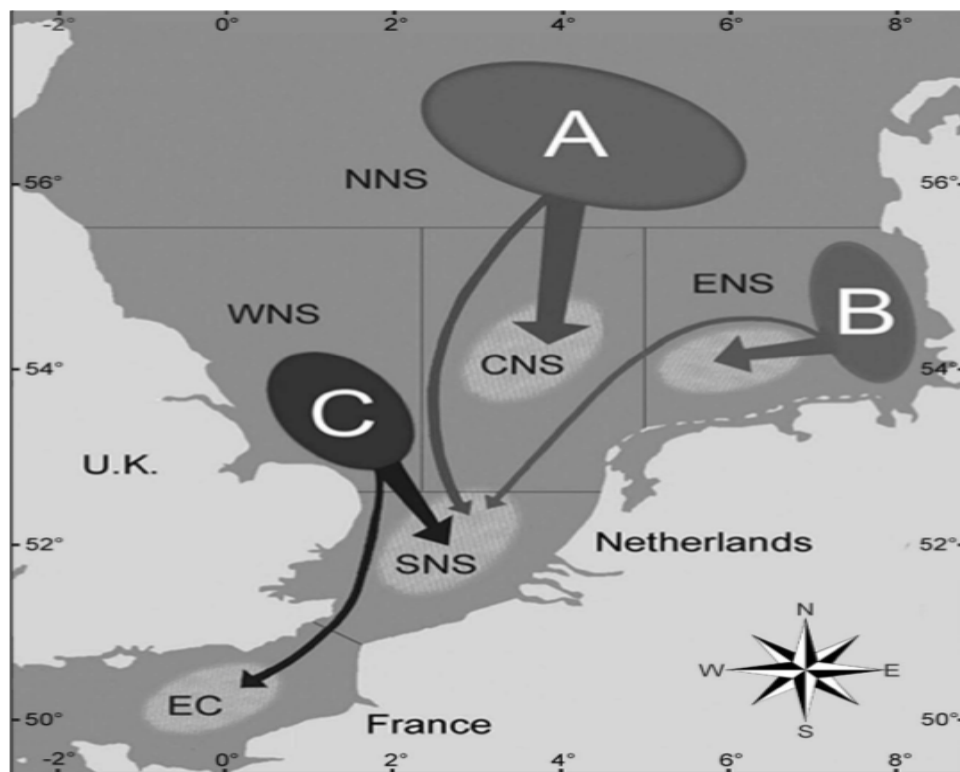 -2° 0° 2° 4° 6° 8°
A
56° NNS 56°
ENS
B
WNS
CNS
54° 54°
C
U.K.
52° Netherlands 52°
SNS
N
W E
EC
50° France 50°
S
-2° 0° 2° 4° 6° 8°